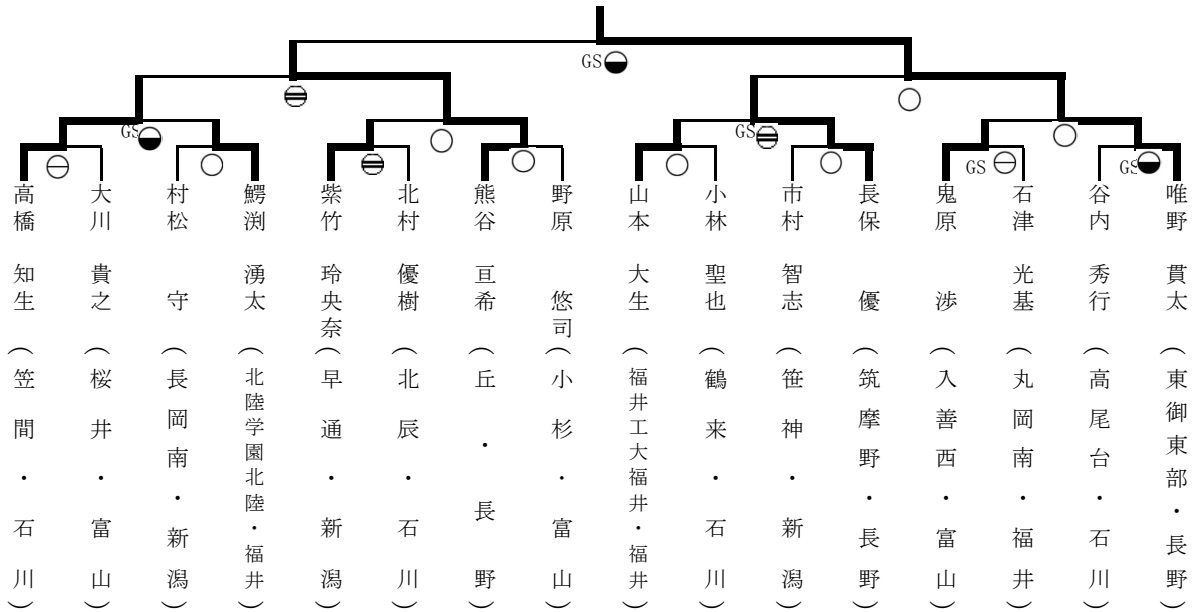 GS
GS
GS
GS
GS
高橋 知生（笠間・石川）
大川 貴之（桜井・富山）
村松 守（長岡南・新潟）
鰐渕 湧太（北陸学園北陸・福井）
紫竹 玲央奈（早通・新潟）
北村 優樹（北辰・石川）
熊谷 亘希（丘・長野）
野原 悠司（小杉・富山）
山本 大生（福井工大福井・福井）
小林 聖也（鶴来・石川）
市村 智志（笹神・新潟）
長保 優（筑摩野・長野）
鬼原 渉（入善西・富山）
石津 光基（丸岡南・福井）
谷内 秀行（高尾台・石川）
唯野 貫太（東御東部・長野）